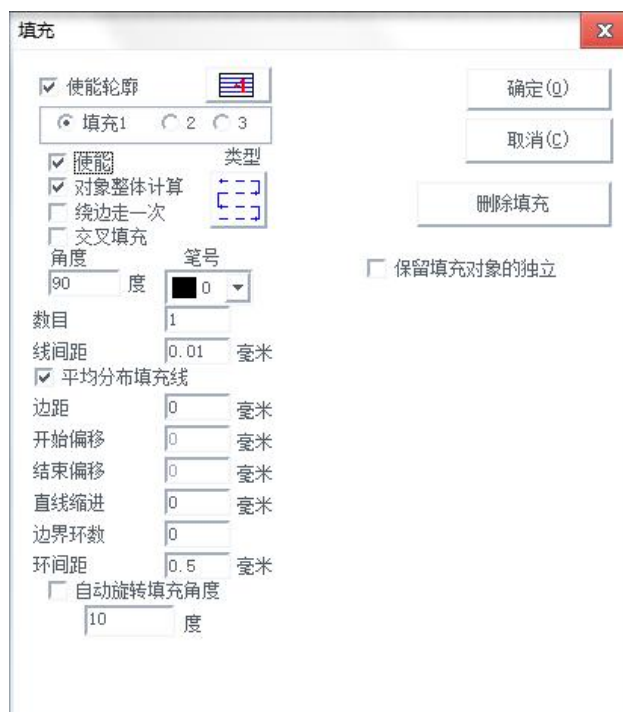 填充
使能轮廓
确定(O)
填充1 2 3
取消(C)
使能 类型
对象整体计算
绕边走一次
删除填充
交叉填充
角度 笔号
保留填充对象的独立
90 度 0
数目 1
线间距 0.01 毫米
平均分布填充线
边距 0 毫米
开始偏移 0 毫米
结束偏移 0 毫米
直线缩进 0 毫米
边界环数 0
环间距 0.5 毫米
自动旋转填充角度
10 度